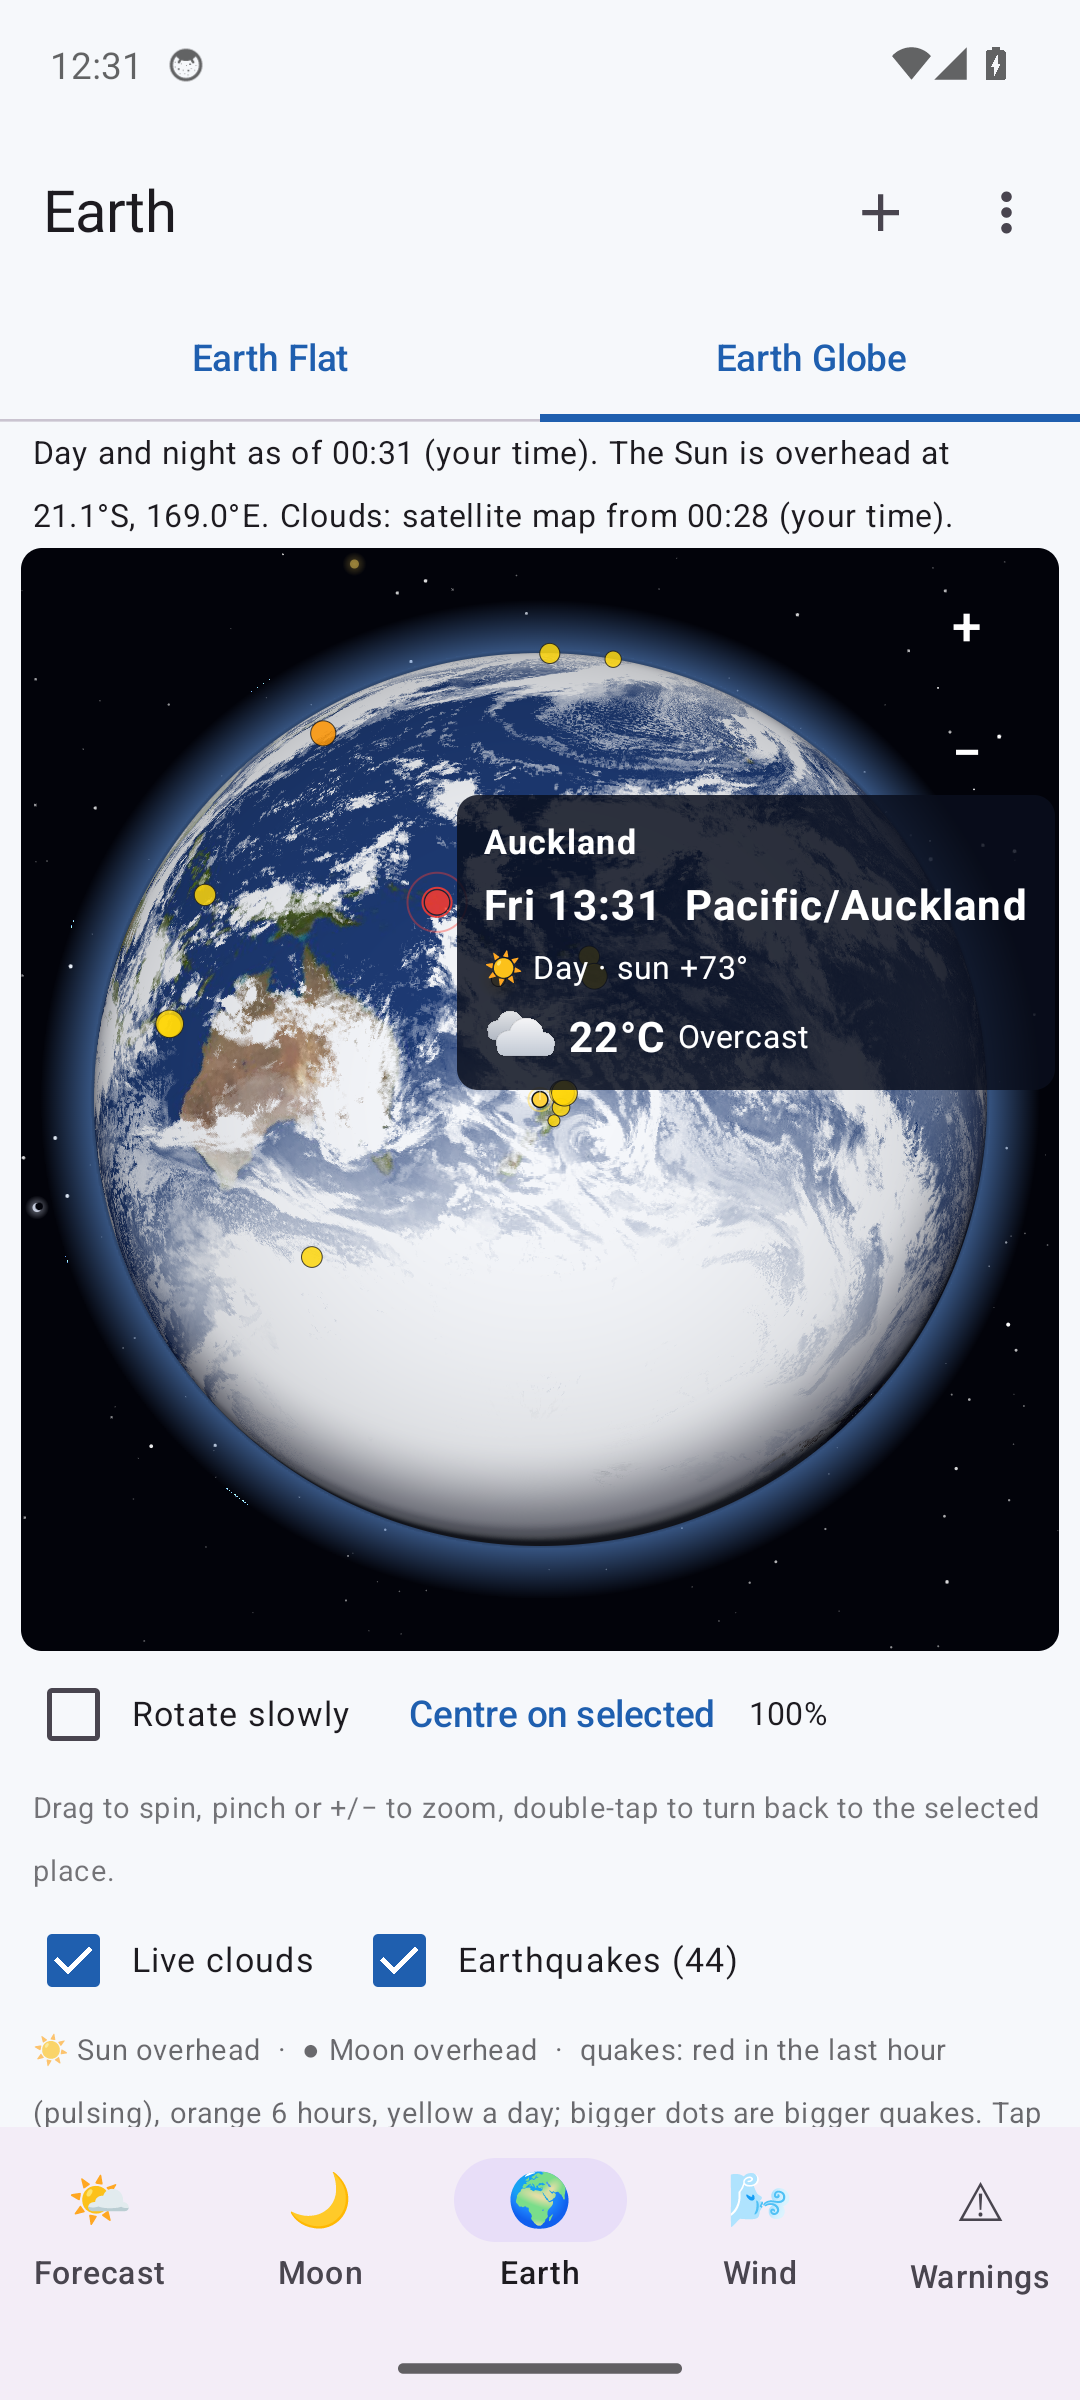 12:31
Earth
Earth Flat
Earth Globe
Day and night as of 00:31 (your time). The Sun is overhead at
21.1°S, 169.0°E. Clouds: satellite map from 00:28 (your time).
+
−
Auckland
Fri 13:31 Pacific/Auckland
Day · sun +73°
22°C Overcast
Rotate slowly
Centre on selected
100%
Drag to spin, pinch or +/− to zoom, double-tap to turn back to the selected
place.
Live clouds
Earthquakes (44)
☀️ Sun overhead · ● Moon overhead · quakes: red in the last hour
(pulsing), orange 6 hours, yellow a day; bigger dots are bigger quakes. Tap
Forecast
Moon
Earth
Wind
Warnings